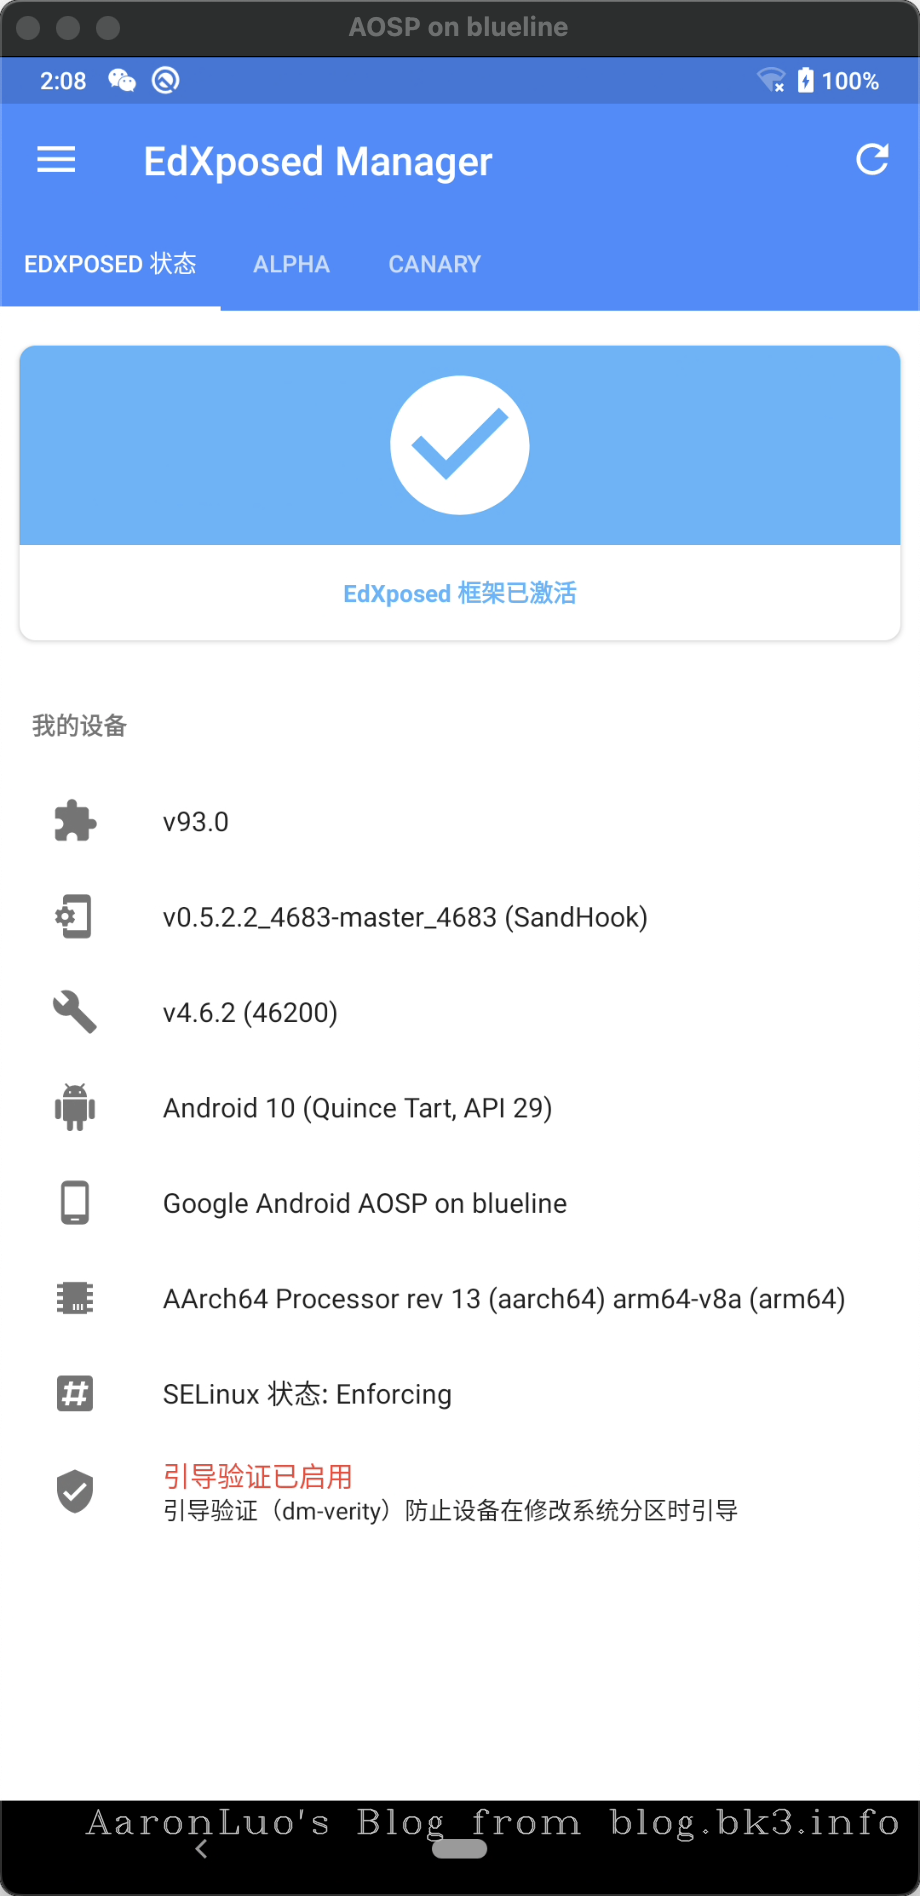 AOSP on blueline
2:08 100%
EdXposed Manager
EDXPOSED 状态 ALPHA CANARY
EdXposed 框架已激活
我的设备
v93.0
v0.5.2.2_4683-master_4683 (SandHook)
v4.6.2 (46200)
Android 10 (Quince Tart, API 29)
Google Android AOSP on blueline
AArch64 Processor rev 13 (aarch64) arm64-v8a (arm64)
SELinux 状态: Enforcing
引导验证已启用
引导验证（dm-verity）防止设备在修改系统分区时引导
AaronLuo's Blog from blog.bk3.info